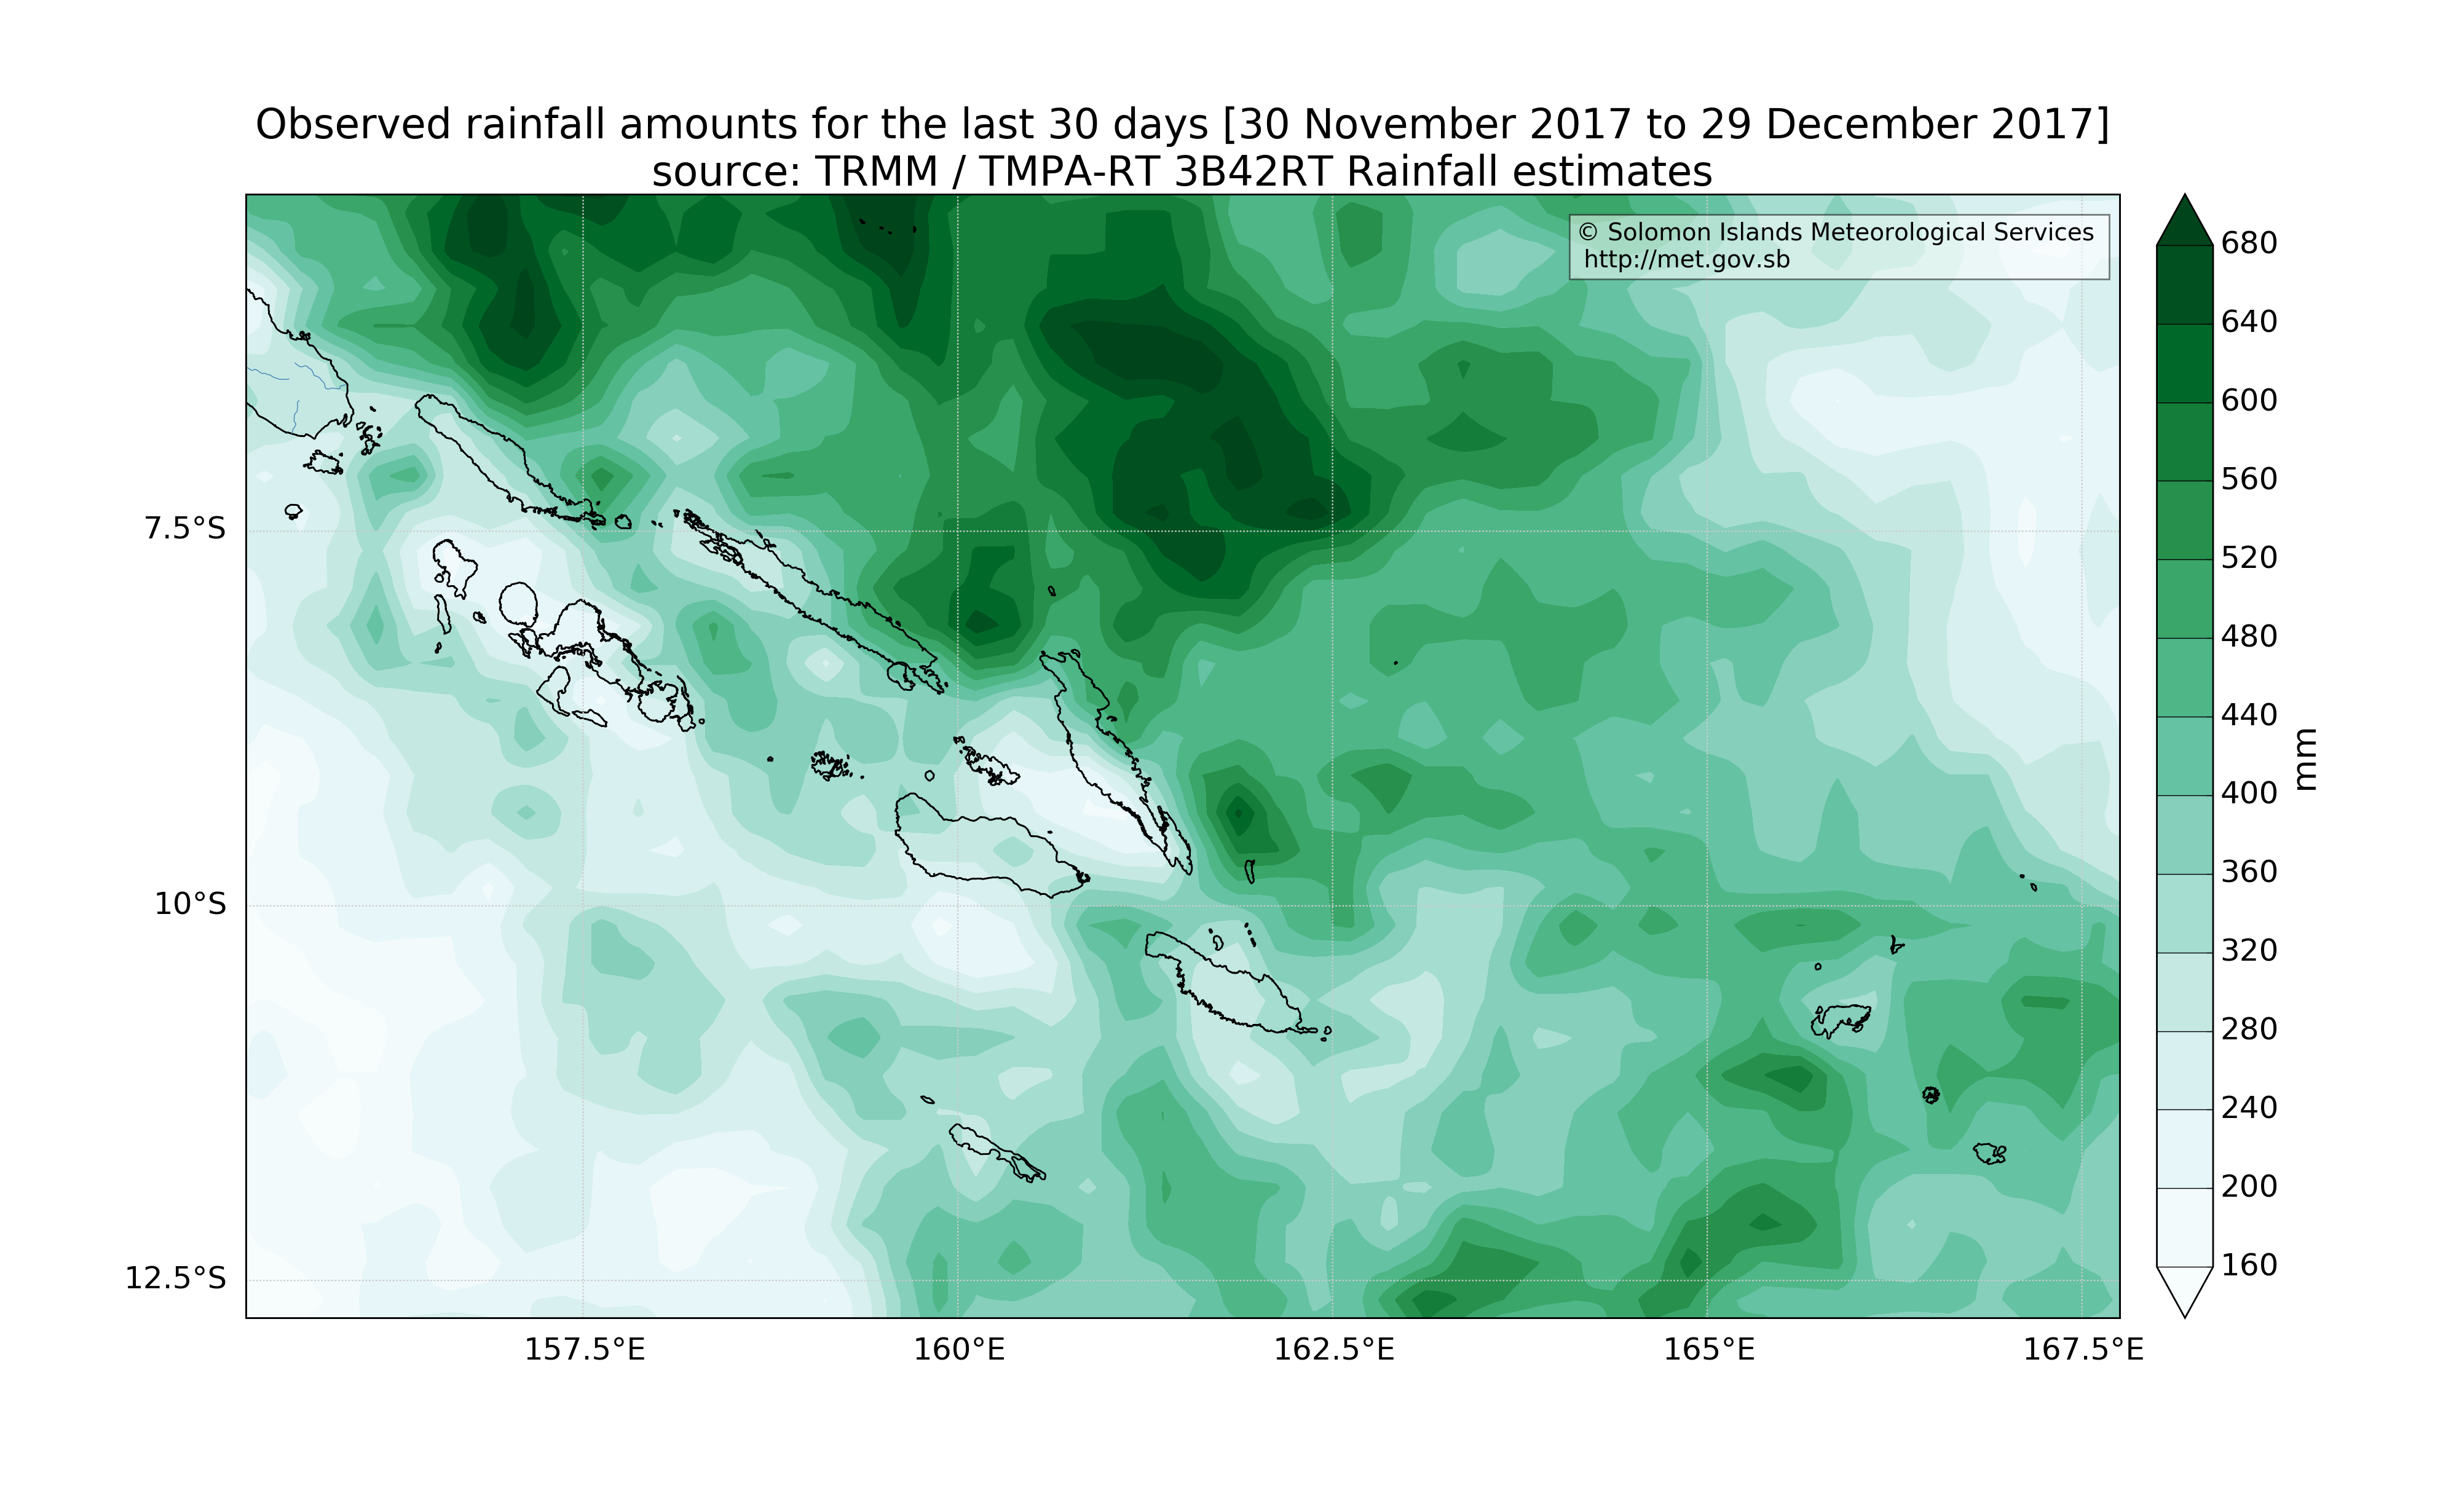 Observed rainfall amounts for the last 30 days [30 November 2017 to 29 December 2017]
source: TRMM / TMPA-RT 3B42RT Rainfall estimates
© Solomon Islands Meteorological Services
http://met.gov.sb
7.5°S
10°S
12.5°S
157.5°E
160°E
162.5°E
165°E
167.5°E
680
640
600
560
520
480
440
400
360
320
280
240
200
160
mm